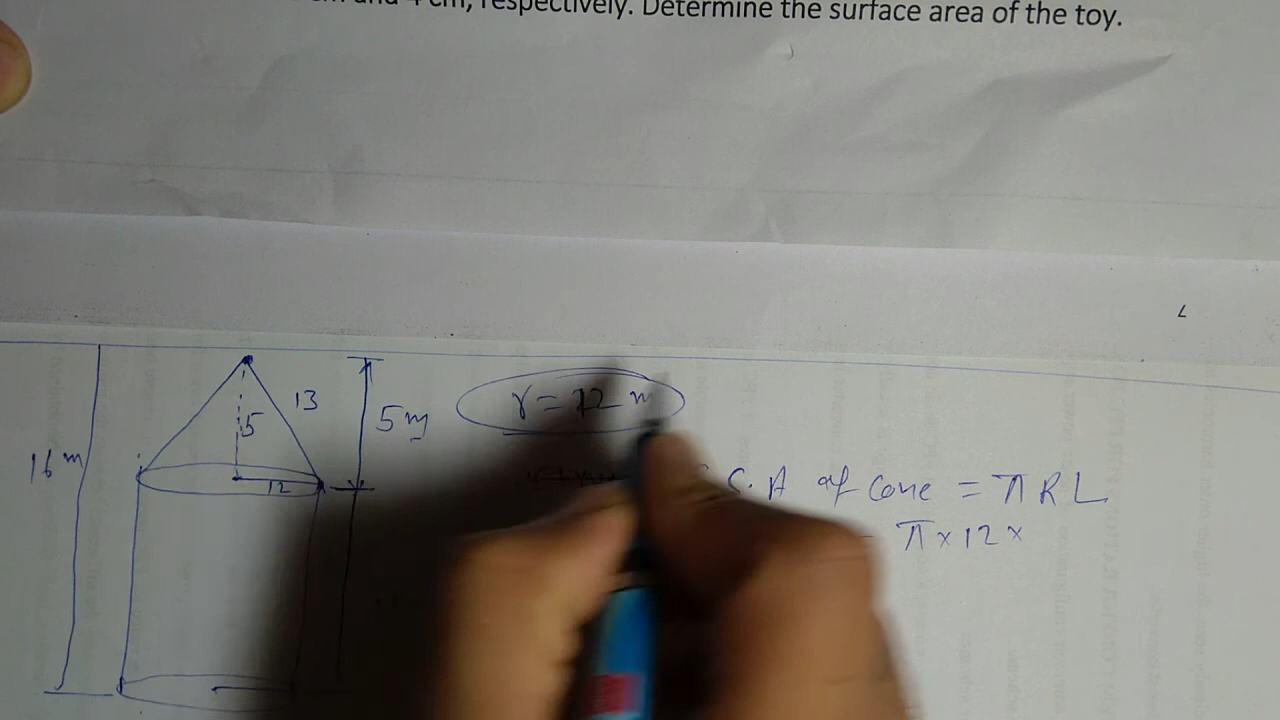 4 cm, respectively. Determine the surface area of the toy.
16 m
5
13
12
5 m
r = 12 m
S.A of cone = π R L
= π × 12 ×